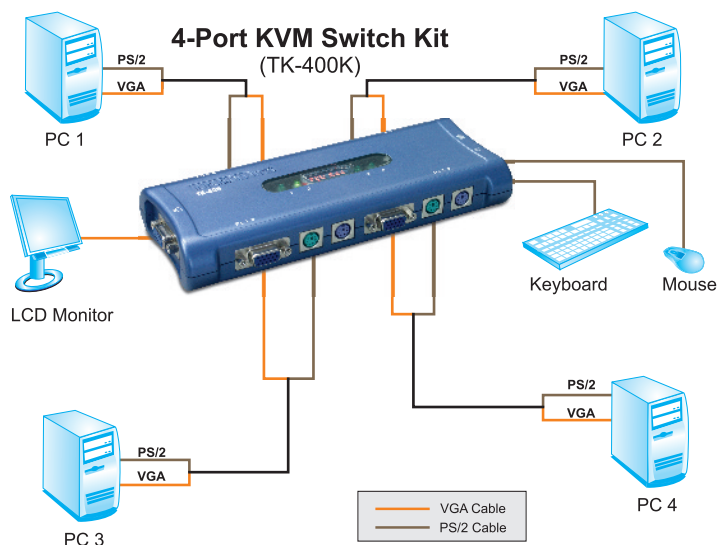 4-Port KVM Switch Kit
(TK-400K)
PS/2
VGA
PC 1
PS/2
VGA
PC 2
LCD Monitor
Keyboard
Mouse
PS/2
VGA
PC 3
PS/2
VGA
PC 4
VGA Cable
PS/2 Cable